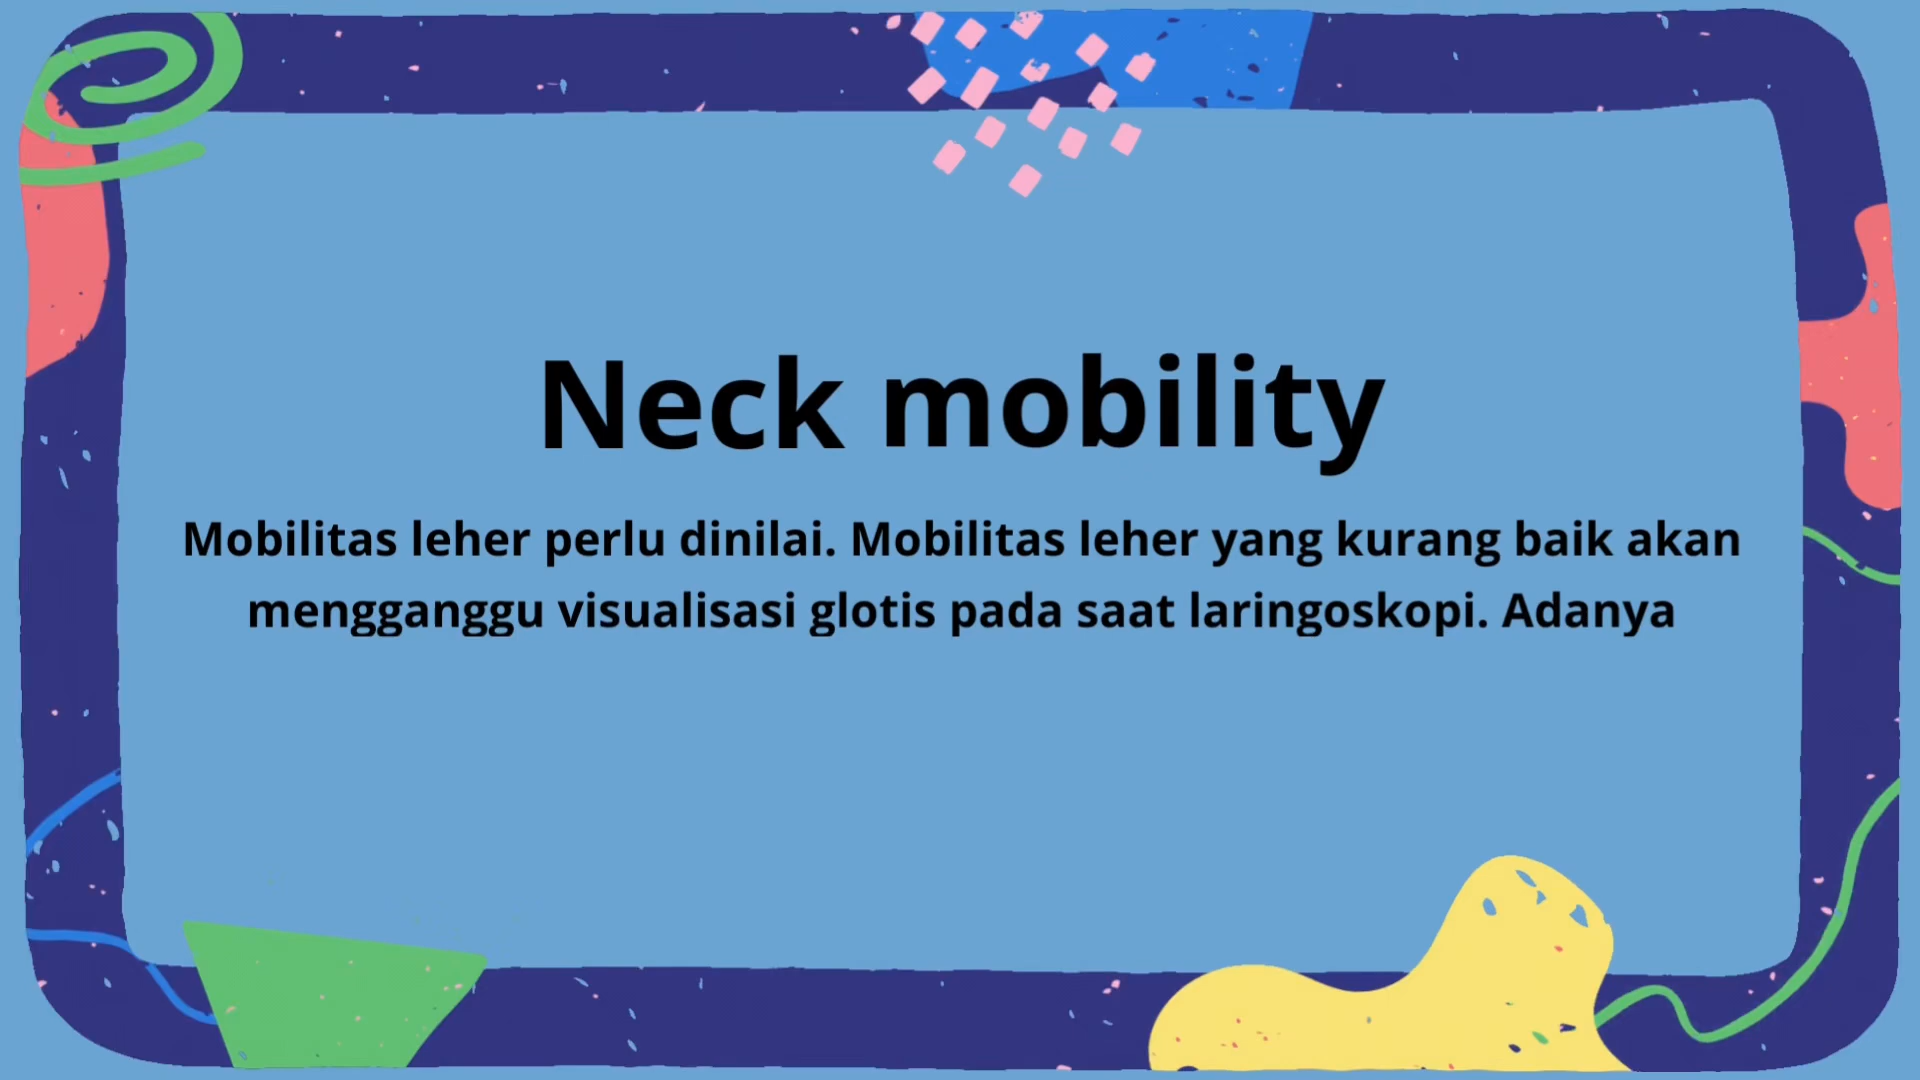 Neck mobility
Mobilitas leher perlu dinilai. Mobilitas leher yang kurang baik akan
mengganggu visualisasi glotis pada saat laringoskopi. Adanya